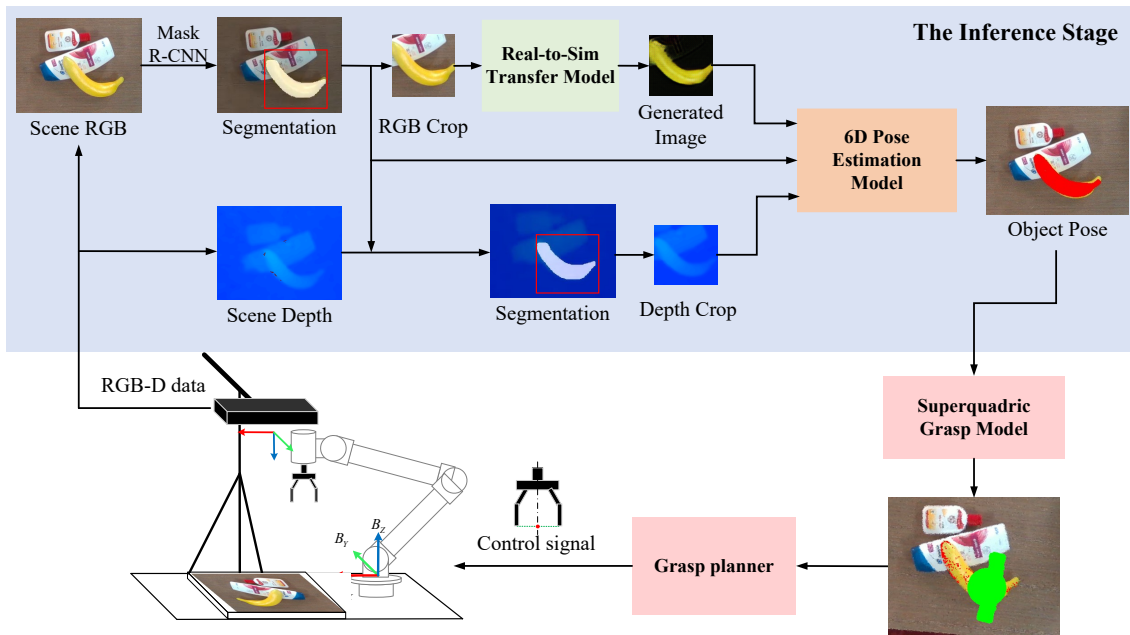 The Inference Stage
Mask
R-CNN
Real-to-Sim
Transfer Model
Scene RGB
Segmentation
RGB Crop
Generated
Image
6D Pose
Estimation
Model
Object Pose
Scene Depth
Segmentation
Depth Crop
RGB-D data
Superquadric
Grasp Model
Control signal
Grasp planner
B_Z
B_Y